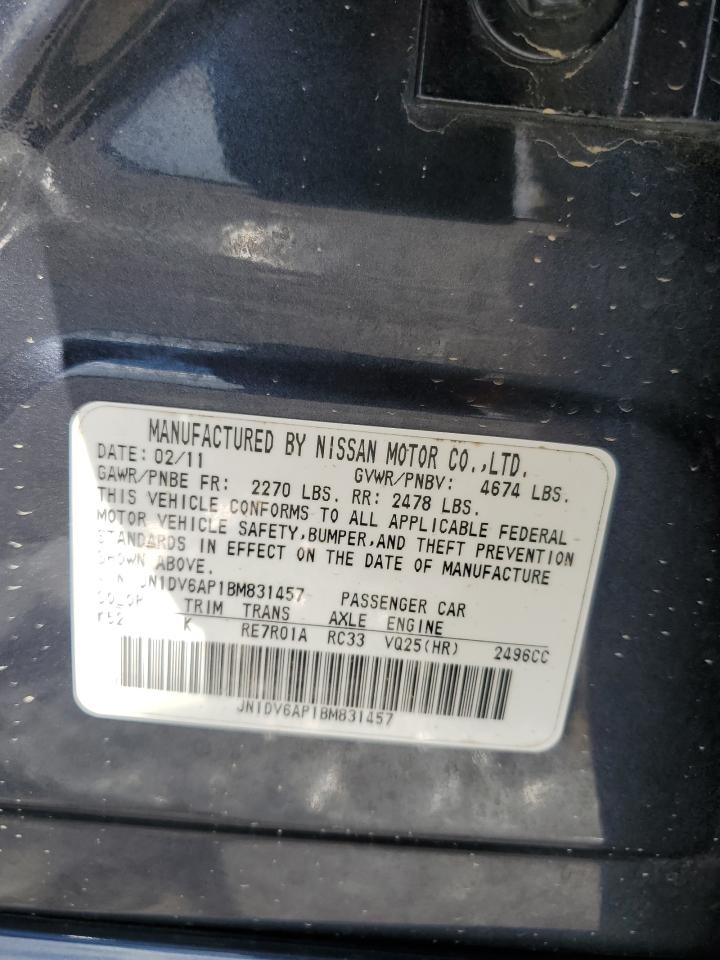 MANUFACTURED BY NISSAN MOTOR CO.,LTD.
DATE: 02/11 GVWR/PNBV: 4674 LBS.
GAWR/PNBE FR: 2270 LBS. RR: 2478 LBS.
THIS VEHICLE CONFORMS TO ALL APPLICABLE FEDERAL
MOTOR VEHICLE SAFETY,BUMPER,AND THEFT PREVENTION
STANDARDS IN EFFECT ON THE DATE OF MANUFACTURE
SHOWN ABOVE.
JN1DV6AP1BM831457 PASSENGER CAR
COLOR TRIM TRANS AXLE ENGINE
K RE7R01A RC33 VQ25(HR) 2496CC
JN1DV6AP1BM831457